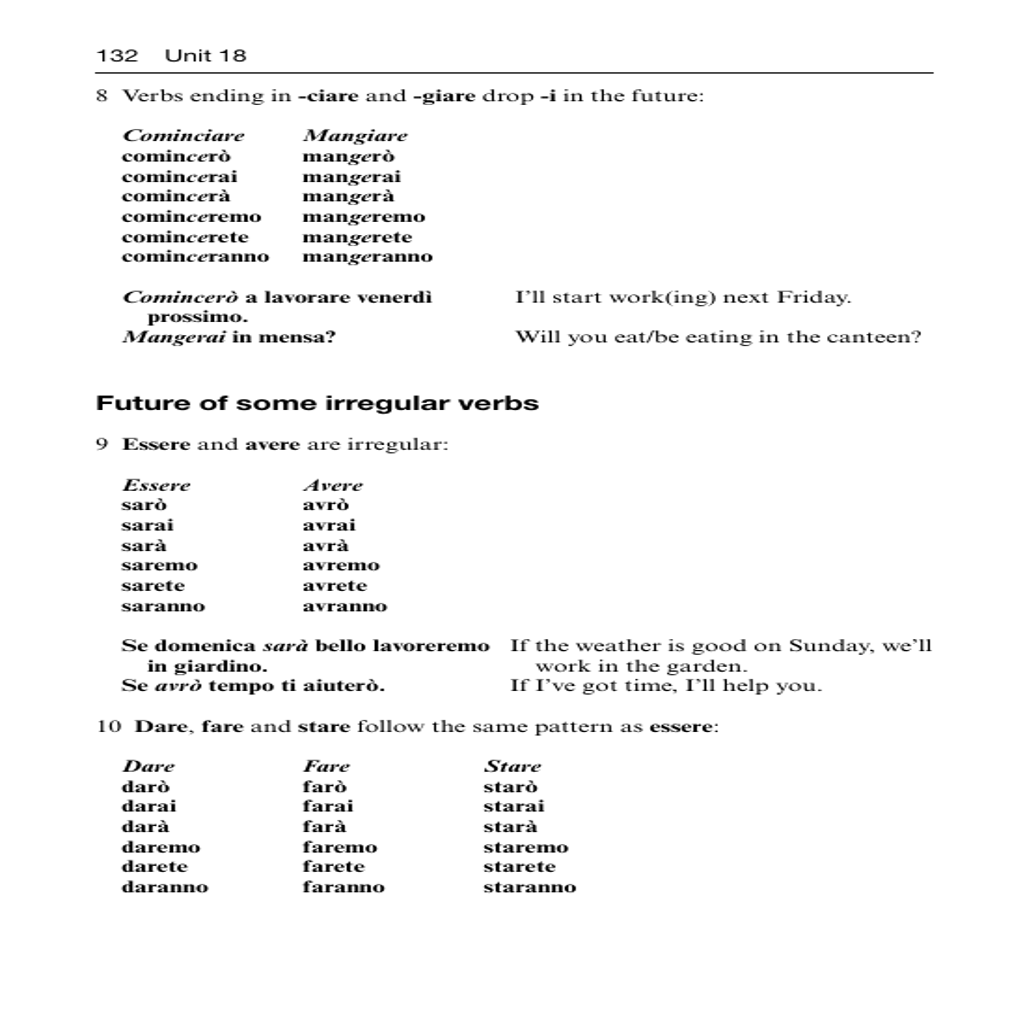 132 Unit 18
8 Verbs ending in -ciare and -giare drop -i in the future:
Cominciare Mangiare
comincerò mangerò
comincerai mangerai
comincerà mangerà
cominceremo mangeremo
comincerete mangerete
cominceranno mangeranno
Comincerò a lavorare venerdì I'll start work(ing) next Friday.
prossimo.
Mangerai in mensa? Will you eat/be eating in the canteen?
Future of some irregular verbs
9 Essere and avere are irregular:
Essere Avere
sarò avrò
sarai avrai
sarà avrà
saremo avremo
sarete avrete
saranno avranno
Se domenica sarà bello lavoreremo If the weather is good on Sunday, we'll
in giardino. work in the garden.
Se avrò tempo ti aiuterò. If I've got time, I'll help you.
10 Dare, fare and stare follow the same pattern as essere:
Dare Fare Stare
darò farò starò
darai farai starai
darà farà starà
daremo faremo staremo
darete farete starete
daranno faranno staranno